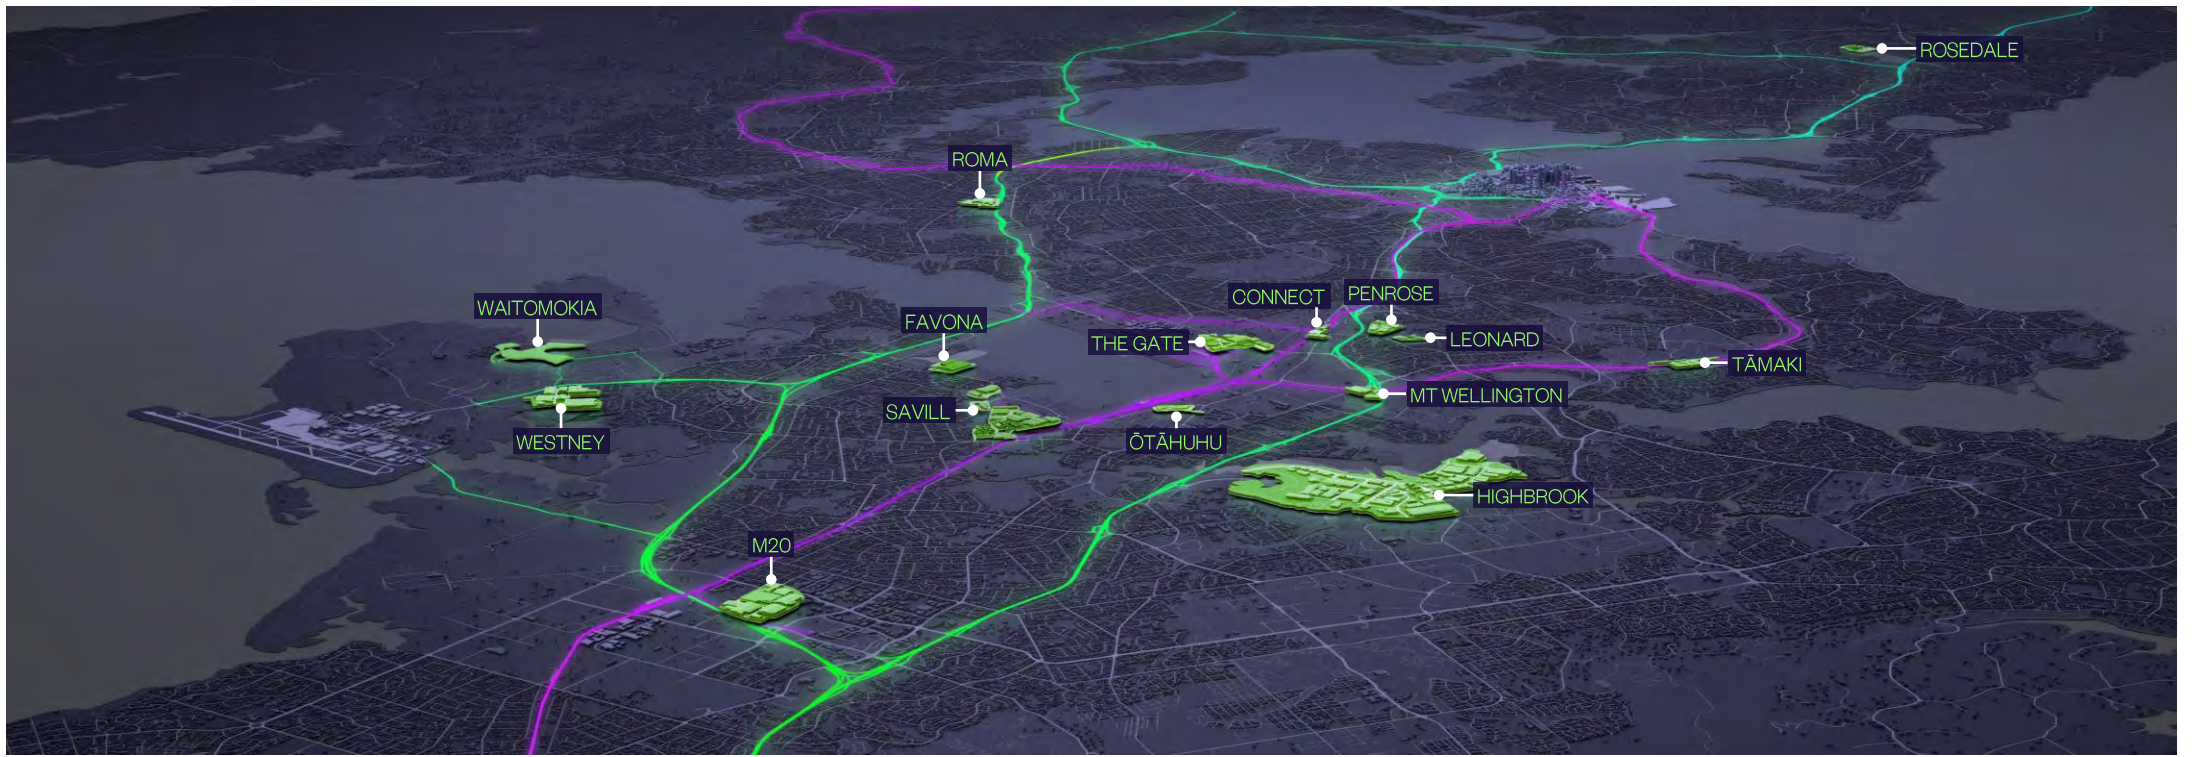 ROSEDALE
ROMA
WAITOMOKIA
FAVONA
CONNECT
PENROSE
THE GATE
LEONARD
TĀMAKI
SAVILL
MT WELLINGTON
WESTNEY
ŌTĀHUHU
HIGHBROOK
M20